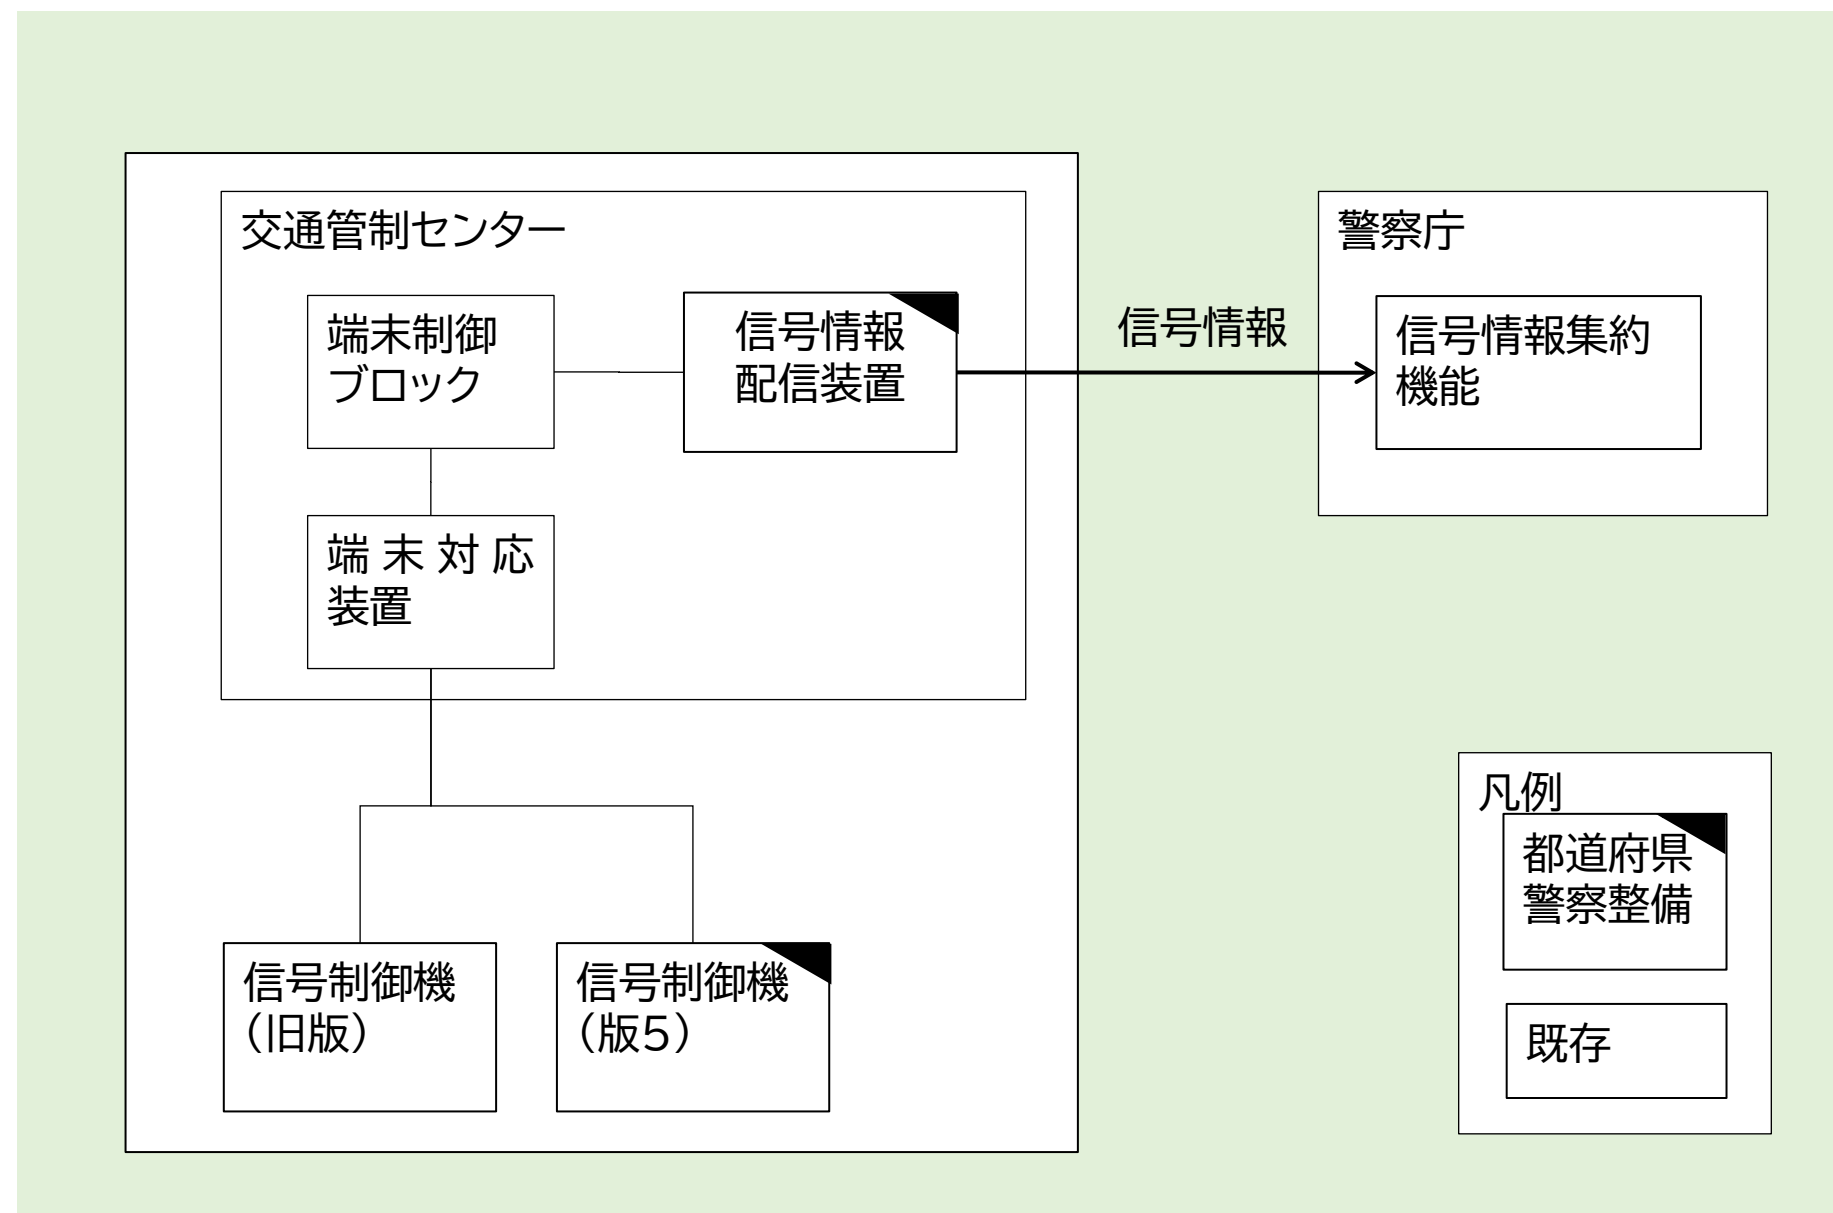 交通管制センター
端末制御
ブロック
信号情報
配信装置
信号情報
警察庁
信号情報集約
機能
端末対応
装置
信号制御機
（旧版）
信号制御機
（版５）
凡例
都道府県
警察整備
既存